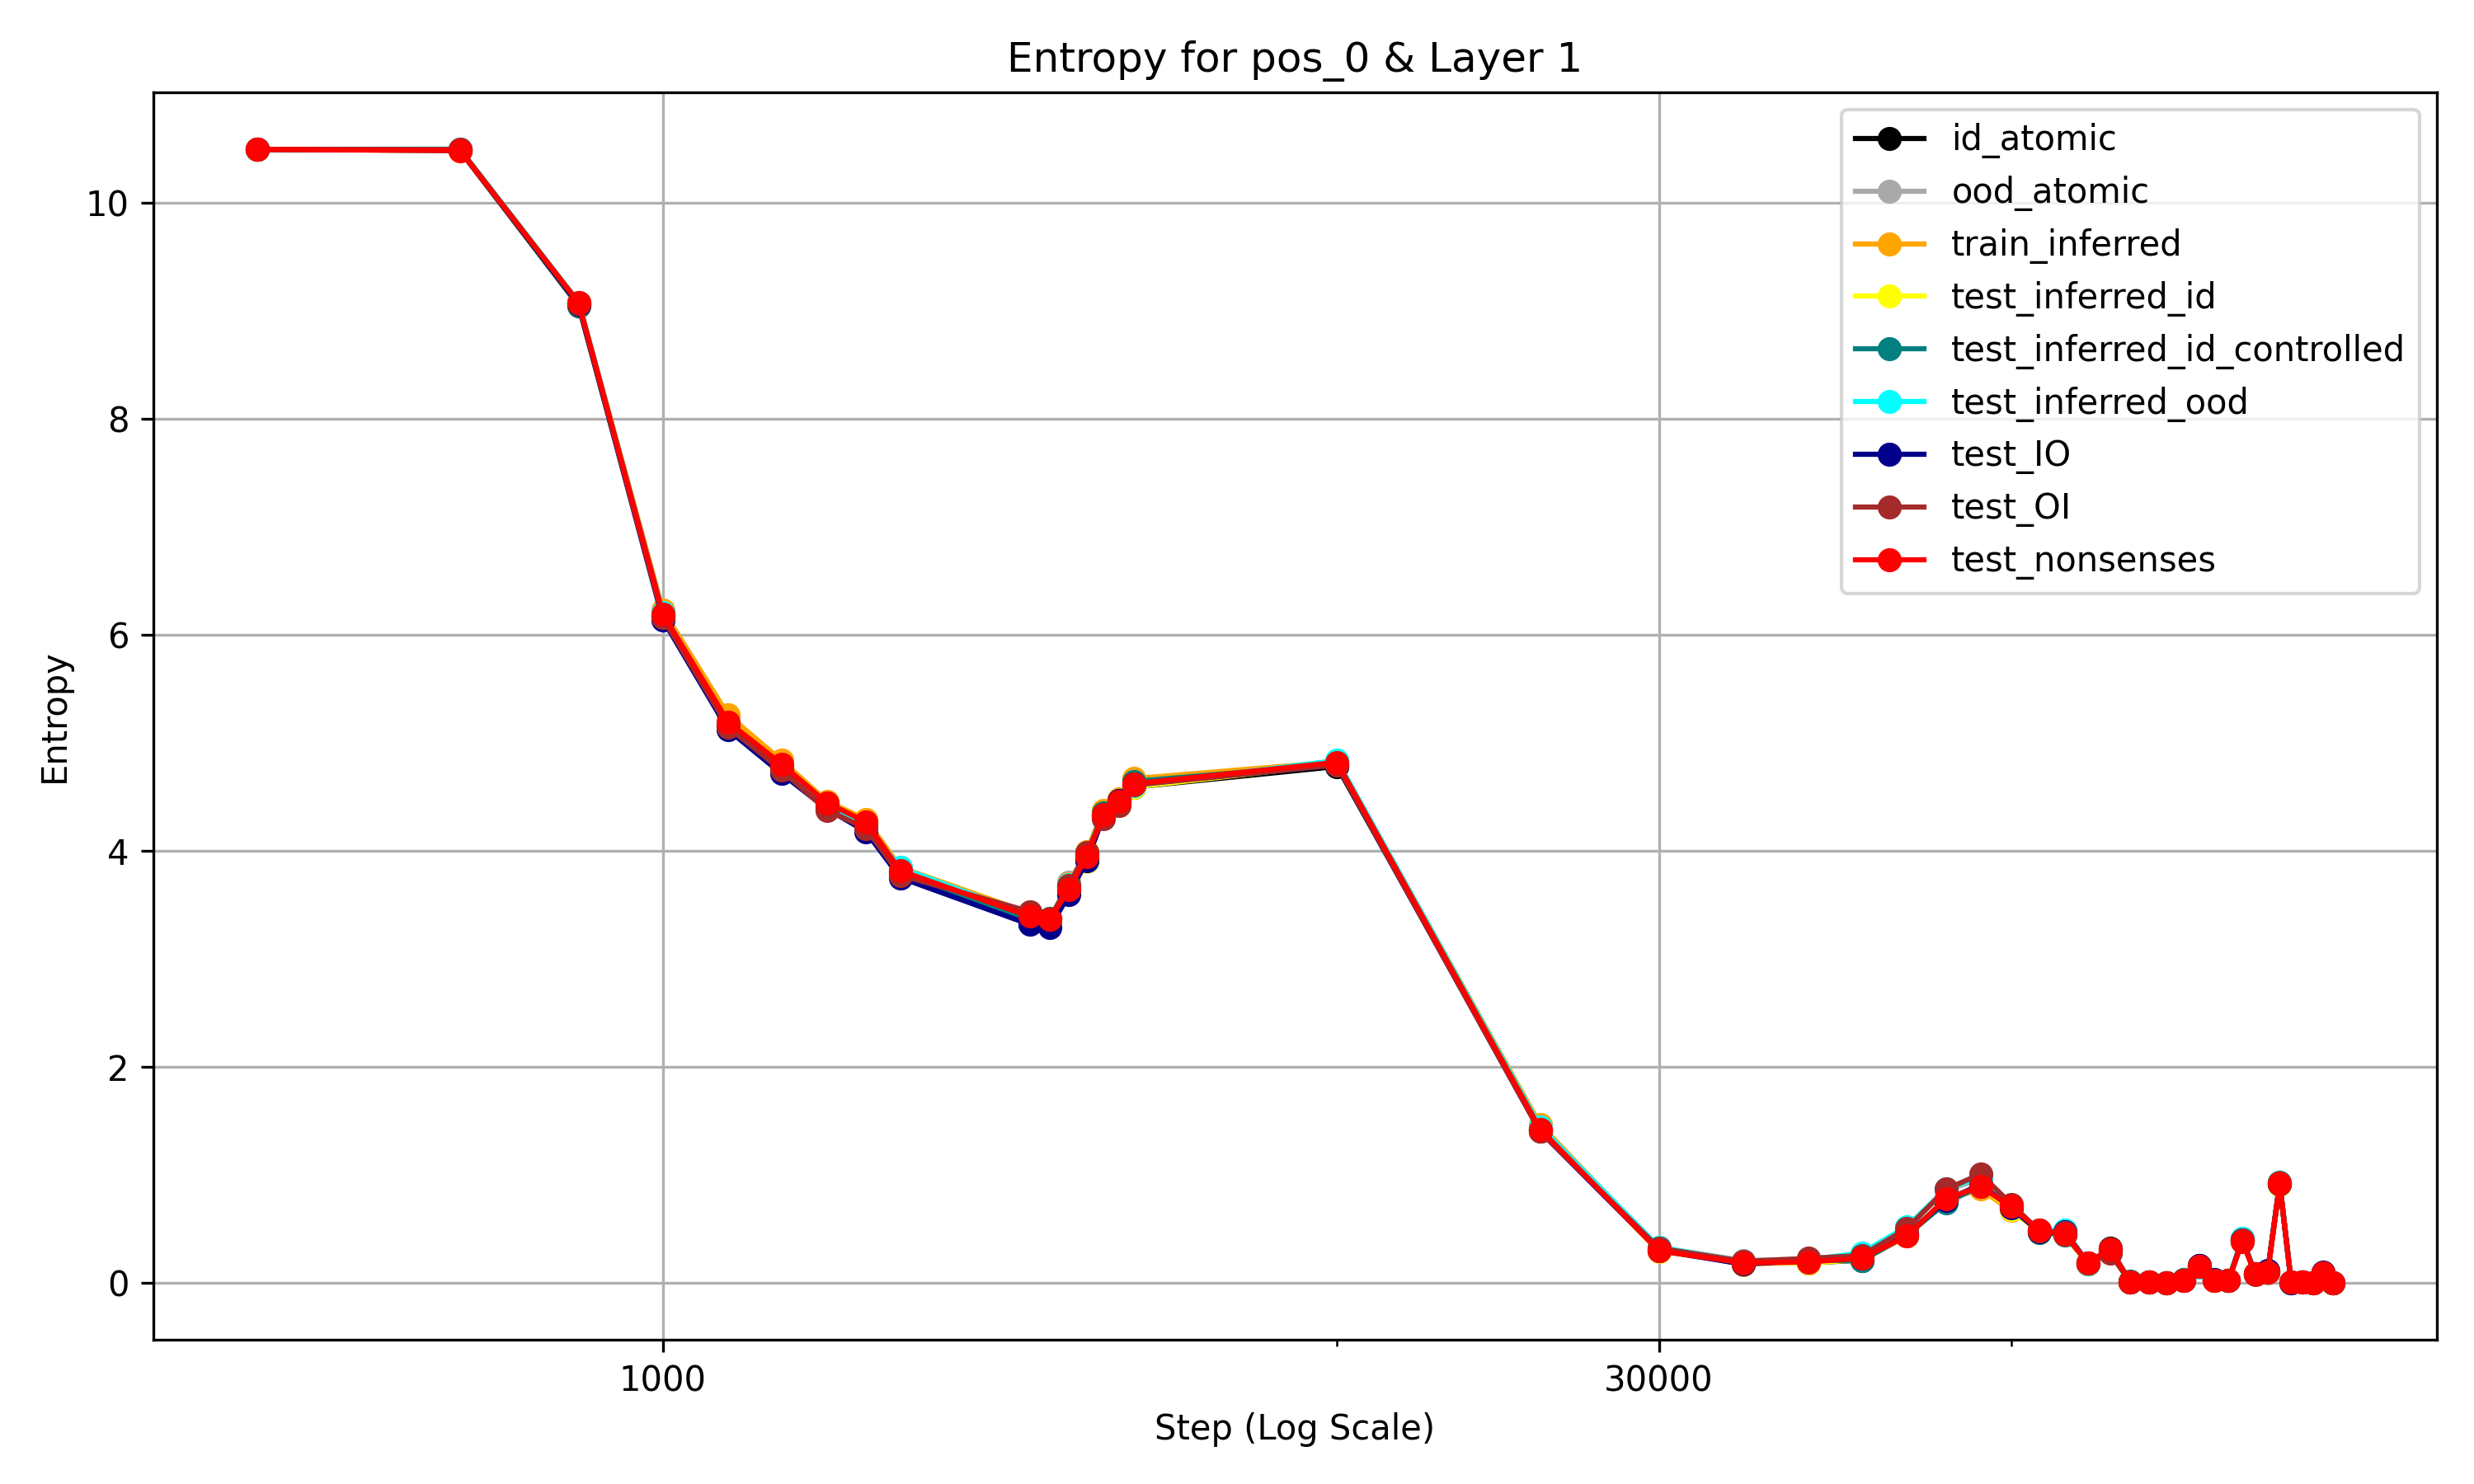 Entropy for pos_0 & Layer 1
id_atomic
ood_atomic
train_inferred
test_inferred_id
test_inferred_id_controlled
test_inferred_ood
test_IO
test_OI
test_nonsenses
Entropy
10
8
6
4
2
0
1000
30000
Step (Log Scale)